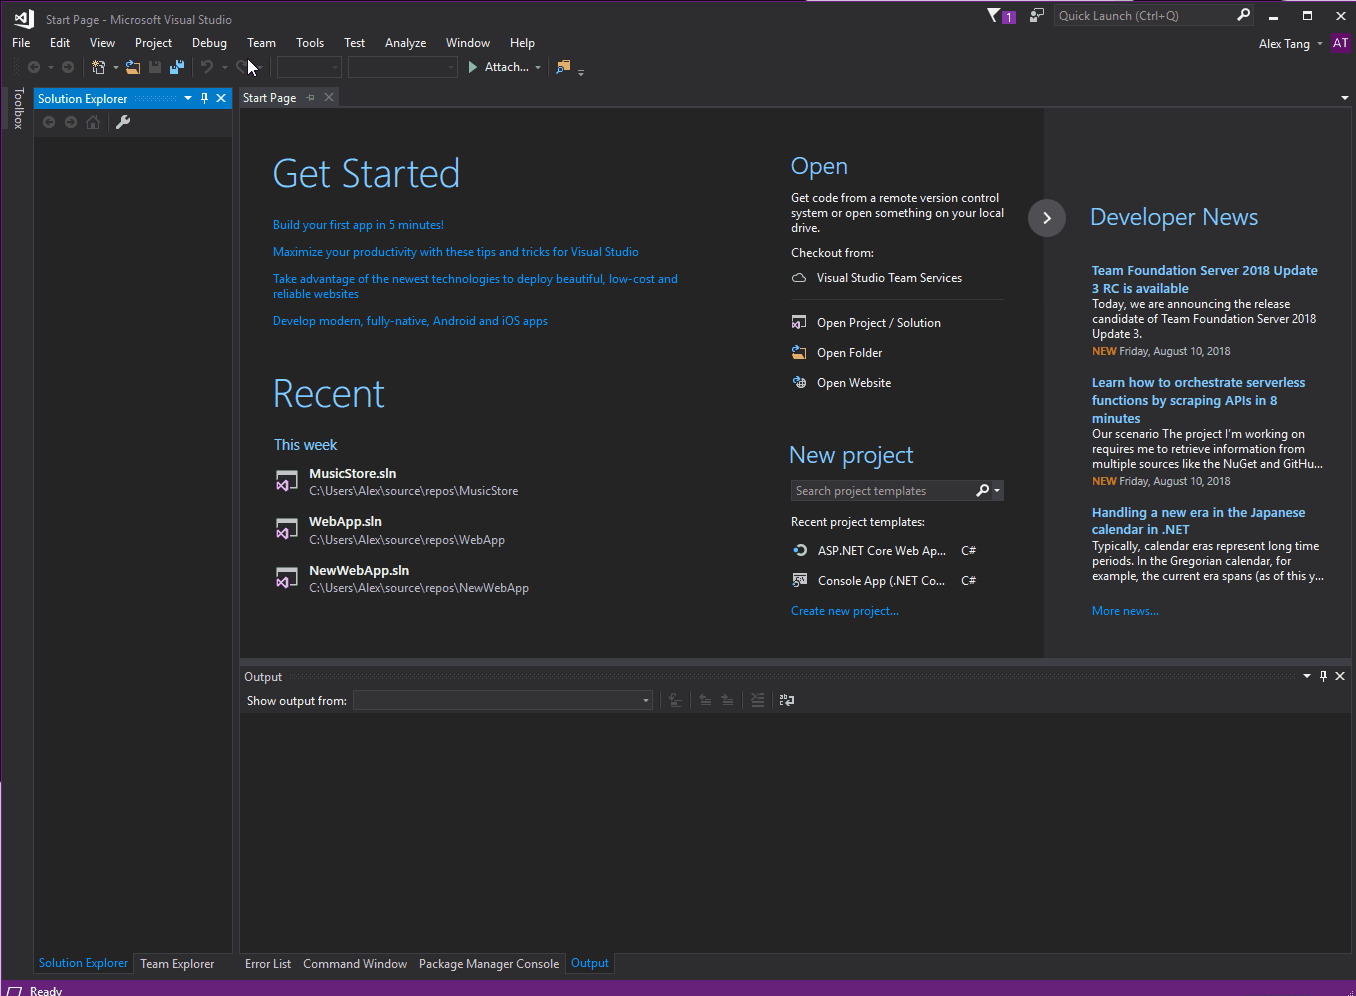 Start Page - Microsoft Visual Studio
1
Quick Launch (Ctrl+Q)
File Edit View Project Debug Team Tools Test Analyze Window Help
Alex Tang AT
Attach...
Toolbox
Solution Explorer
Start Page
Get Started
Build your first app in 5 minutes!
Maximize your productivity with these tips and tricks for Visual Studio
Take advantage of the newest technologies to deploy beautiful, low-cost and
reliable websites
Develop modern, fully-native, Android and iOS apps
Recent
This week
MusicStore.sln
C:\Users\Alex\source\repos\MusicStore
WebApp.sln
C:\Users\Alex\source\repos\WebApp
NewWebApp.sln
C:\Users\Alex\source\repos\NewWebApp
Open
Get code from a remote version control
system or open something on your local
drive.
Checkout from:
Visual Studio Team Services
Open Project / Solution
Open Folder
Open Website
New project
Search project templates
Recent project templates:
ASP.NET Core Web Ap... C#
Console App (.NET Co... C#
Create new project...
Developer News
Team Foundation Server 2018 Update
3 RC is available
Today, we are announcing the release
candidate of Team Foundation Server 2018
Update 3.
NEW Friday, August 10, 2018
Learn how to orchestrate serverless
functions by scraping APIs in 8
minutes
Our scenario The project I'm working on
requires me to retrieve information from
multiple sources like the NuGet and GitHu...
NEW Friday, August 10, 2018
Handling a new era in the Japanese
calendar in .NET
Typically, calendar eras represent long time
periods. In the Gregorian calendar, for
example, the current era spans (as of this y...
More news...
Output
Show output from:
Solution Explorer Team Explorer
Error List Command Window Package Manager Console Output
Ready